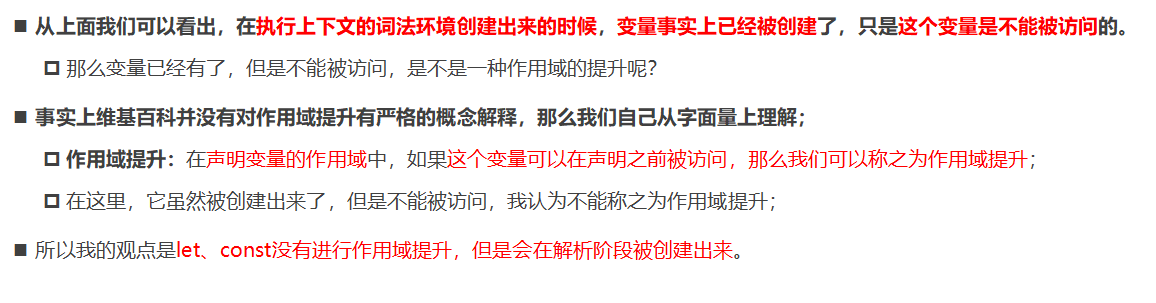 ■ 从上面我们可以看出，在执行上下文的词法环境创建出来的时候，变量事实上已经被创建了，只是这个变量是不能被访问的。
那么变量已经有了，但是不能被访问，是不是一种作用域的提升呢？
■ 事实上维基百科并没有对作用域提升有严格的概念解释，那么我们自己从字面量上理解；
作用域提升：在声明变量的作用域中，如果这个变量可以在声明之前被访问，那么我们可以称之为作用域提升；
在这里，它虽然被创建出来了，但是不能被访问，我认为不能称之为作用域提升；
■ 所以我的观点是let、const没有进行作用域提升，但是会在解析阶段被创建出来。